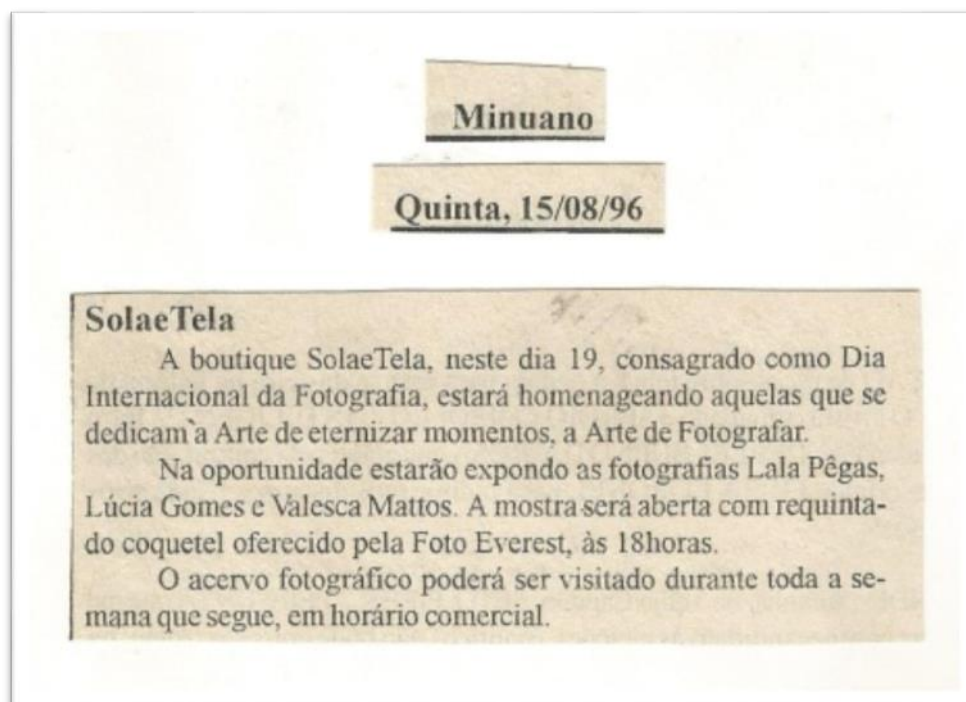 Minuano
Quinta, 15/08/96
SolaeTela
A boutique SolaeTela, neste dia 19, consagrado como Dia
Internacional da Fotografia, estará homenageando aquelas que se
dedicam`a Arte de eternizar momentos, a Arte de Fotografar.
Na oportunidade estarão expondo as fotografias Lala Pêgas,
Lúcia Gomes e Valesca Mattos. A mostra será aberta com requinta-
do coquetel oferecido pela Foto Everest, às 18horas.
O acervo fotográfico poderá ser visitado durante toda a se-
mana que segue, em horário comercial.